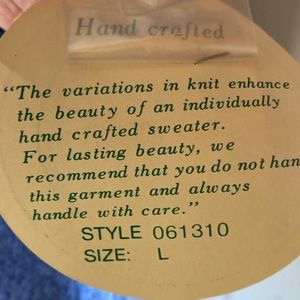 Hand crafted
"The variations in knit enhance
the beauty of an individually
hand crafted sweater.
For lasting beauty, we
recommend that you do not han
this garment and always
handle with care."
STYLE 061310
SIZE: L